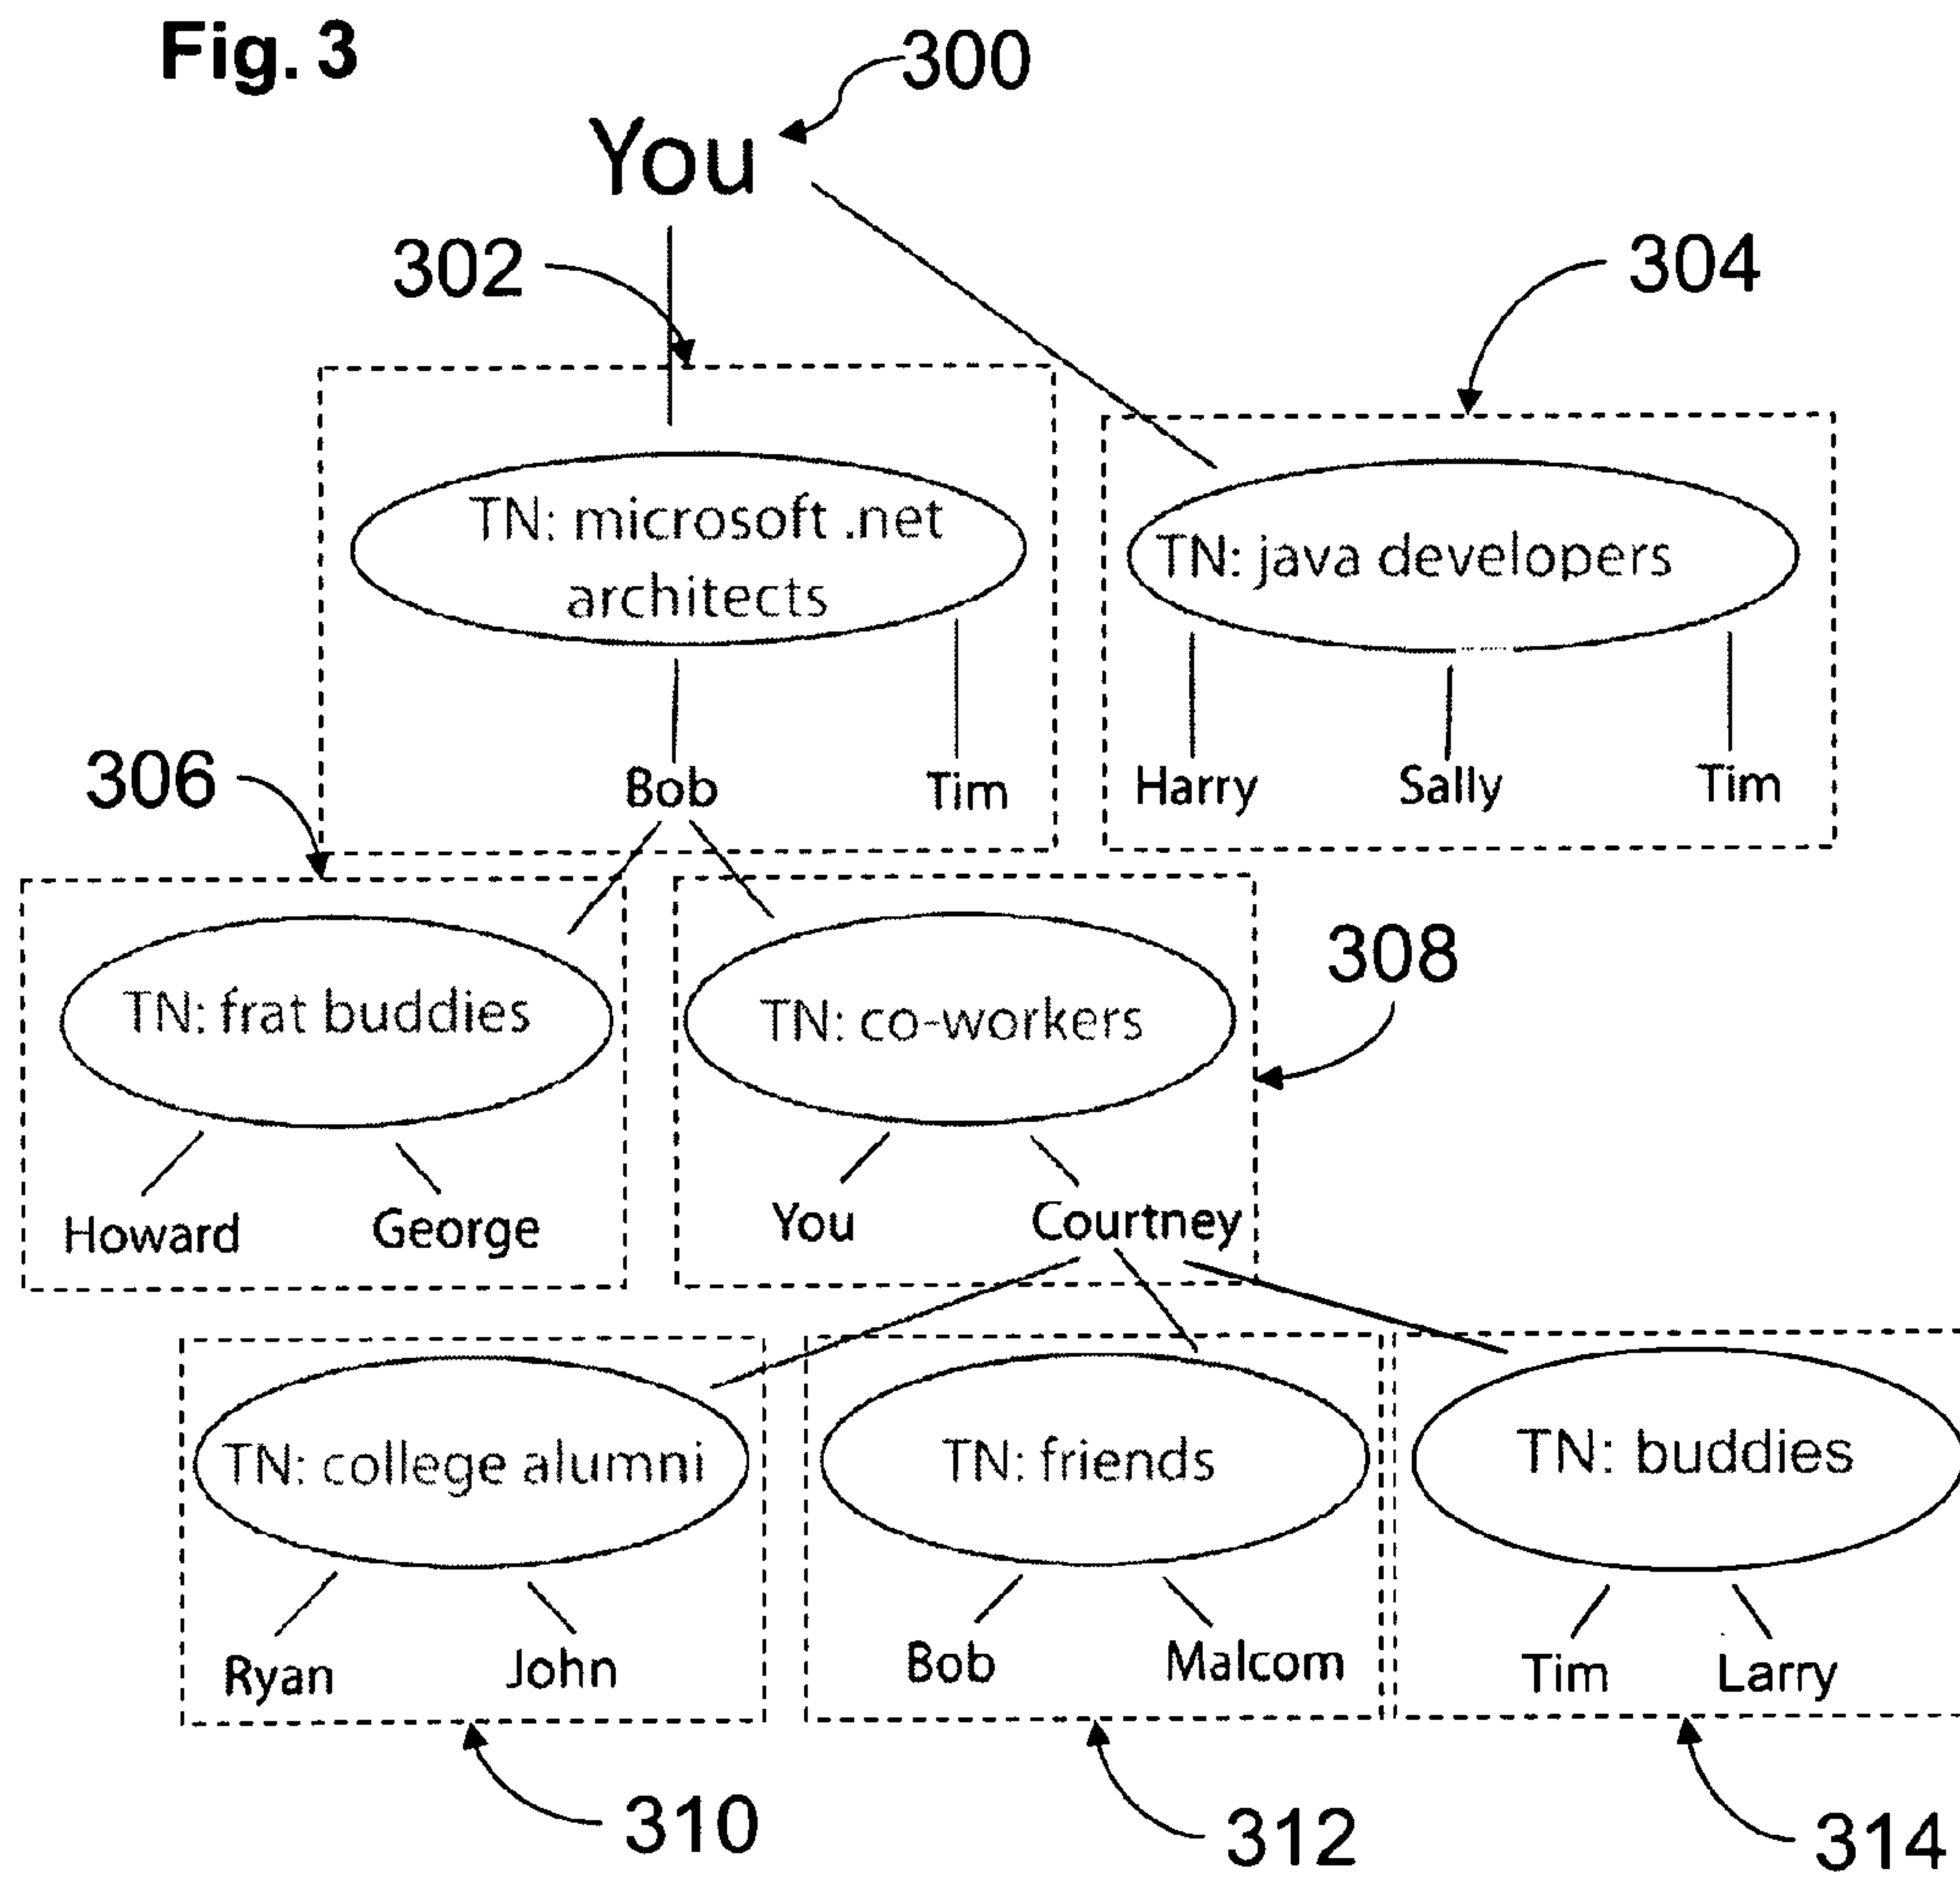 Fig. 3
300
You
302
304
TN: microsoft .net
architects
TN: java developers
306
Bob
Tim
Harry
Sally
Tim
308
TN: frat buddies
TN: co-workers
Howard
George
You
Courtney
TN: college alumni
TN: friends
TN: buddies
Ryan
John
Bob
Malcom
Tim
Larry
310
312
314